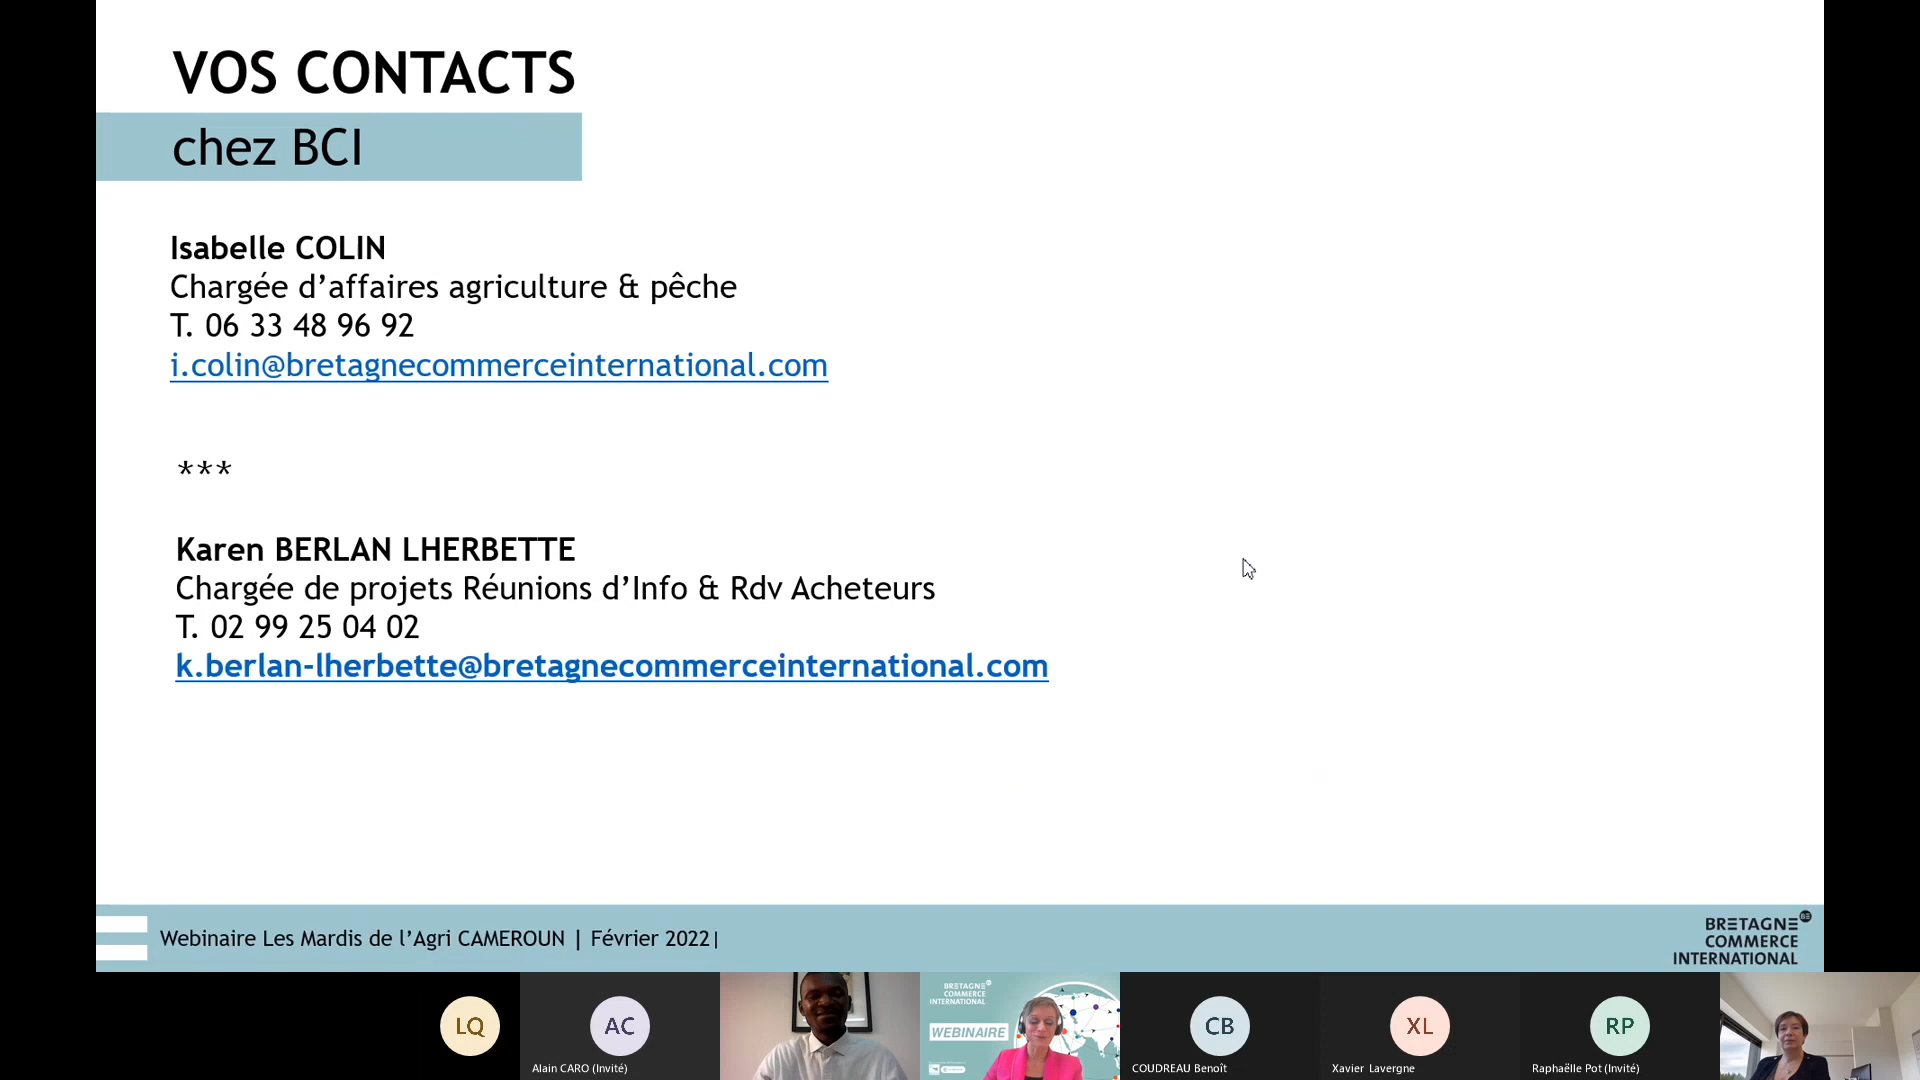 VOS CONTACTS
chez BCI
Isabelle COLIN
Chargée d’affaires agriculture & pêche
T. 06 33 48 96 92
i.colin@bretagnecommerceinternational.com
***
Karen BERLAN LHERBETTE
Chargée de projets Réunions d’Info & Rdv Acheteurs
T. 02 99 25 04 02
k.berlan-lherbette@bretagnecommerceinternational.com
Webinaire Les Mardis de l’Agri CAMEROUN | Février 2022|
BRETAGNE
COMMERCE
INTERNATIONAL
LQ
AC
Alain CARO (Invité)
BRETAGNE
COMMERCE
INTERNATIONAL
WEBINAIRE
CB
COUDREAU Benoît
XL
Xavier Lavergne
RP
Raphaëlle Pot (Invité)